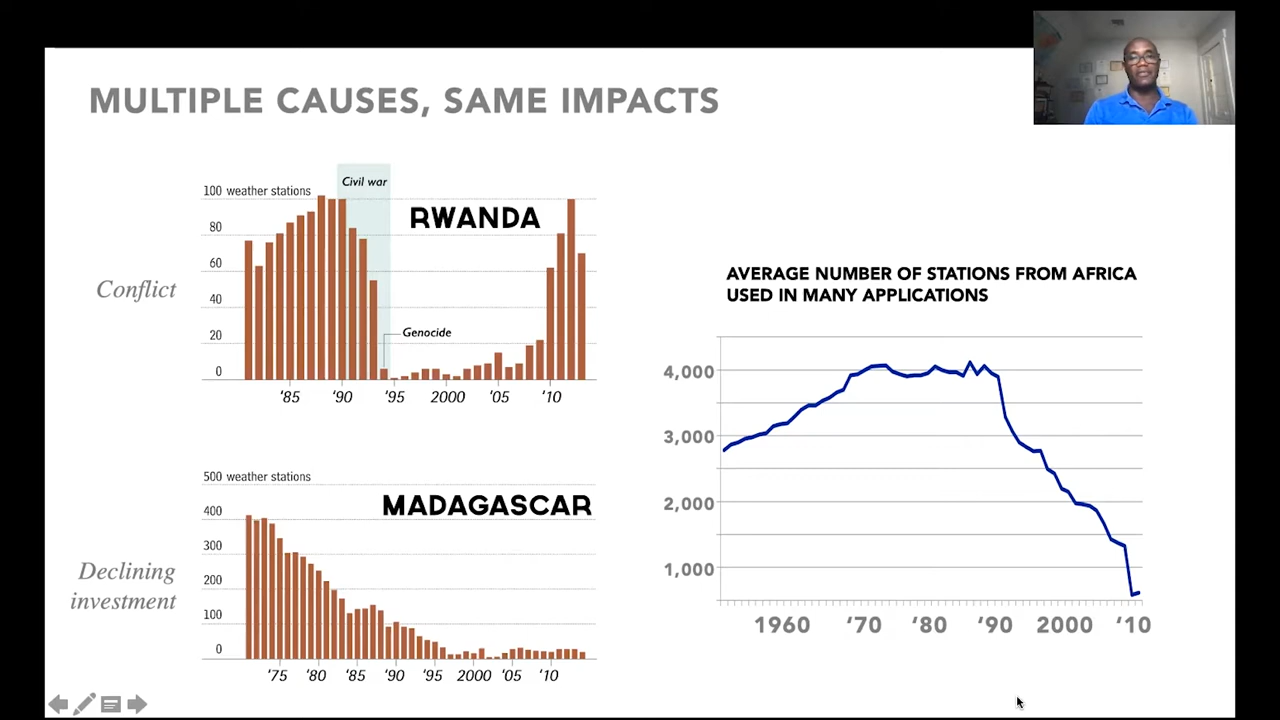 MULTIPLE CAUSES, SAME IMPACTS
Conflict
100 weather stations
80
60
40
20
0
Civil war
RWANDA
Genocide
'85 '90 '95 2000 '05 '10
Declining
investment
500 weather stations
400
300
200
100
0
MADAGASCAR
'75 '80 '85 '90 '95 2000 '05 '10
AVERAGE NUMBER OF STATIONS FROM AFRICA
USED IN MANY APPLICATIONS
4,000
3,000
2,000
1,000
1960 '70 '80 '90 2000 '10